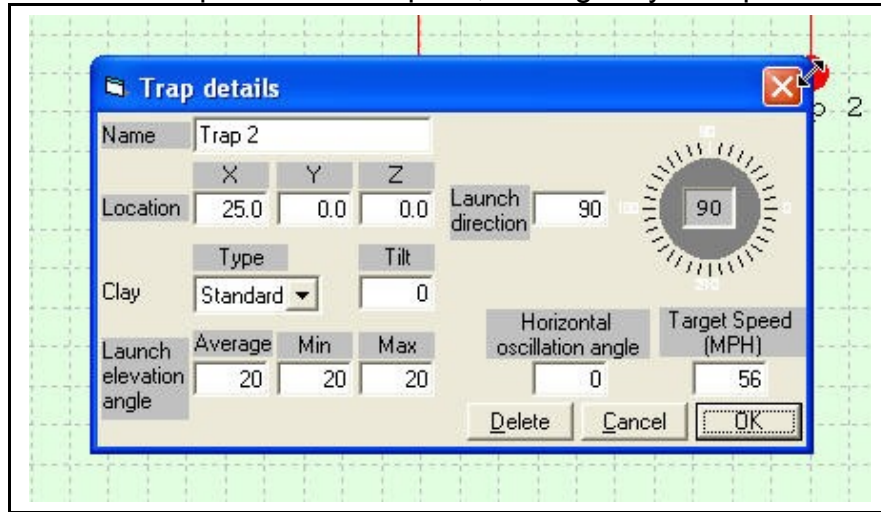 Trap details
p 2
Name Trap 2
X Y Z
Location 25.0 0.0 0.0
Launch direction 90
90
Type Tilt
Clay Standard 0
Horizontal oscillation angle
Target Speed (MPH)
Launch elevation angle
Average Min Max
20 20 20
0 56
Delete Cancel OK